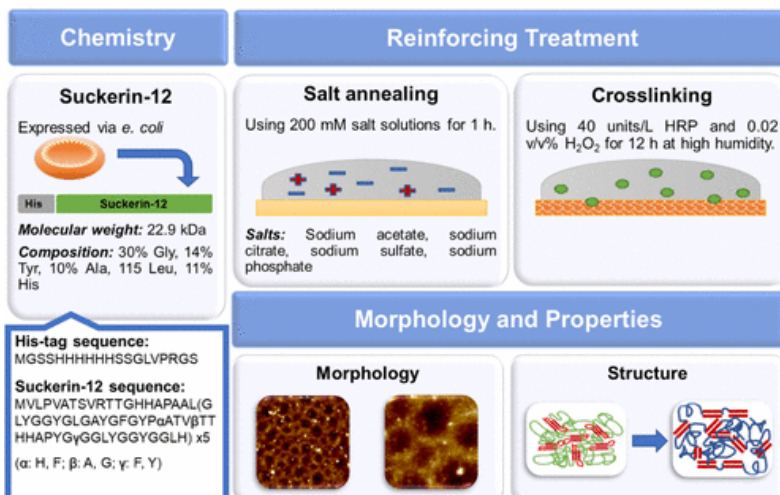 Chemistry
Suckerin-12
Expressed via e. coli
His
Suckerin-12
Molecular weight: 22.9 kDa
Composition: 30% Gly, 14%
Tyr, 10% Ala, 115 Leu, 11%
His
His-tag sequence:
MGSSHHHHHHSSGLVPRGS
Suckerin-12 sequence:
MVLPVATSVRTTGHHAPAAL(G
LYGGYGLGAYGFGYPαATVβTT
HHAPYGγGGLYGGYGGLH) x5
(α: H, F; β: A, G; γ: F, Y)
Reinforcing Treatment
Salt annealing
Using 200 mM salt solutions for 1 h.
Salts: Sodium acetate, sodium
citrate, sodium sulfate, sodium
phosphate
Crosslinking
Using 40 units/L HRP and 0.02
v/v% H₂O₂ for 12 h at high humidity.
Morphology and Properties
Morphology
Structure